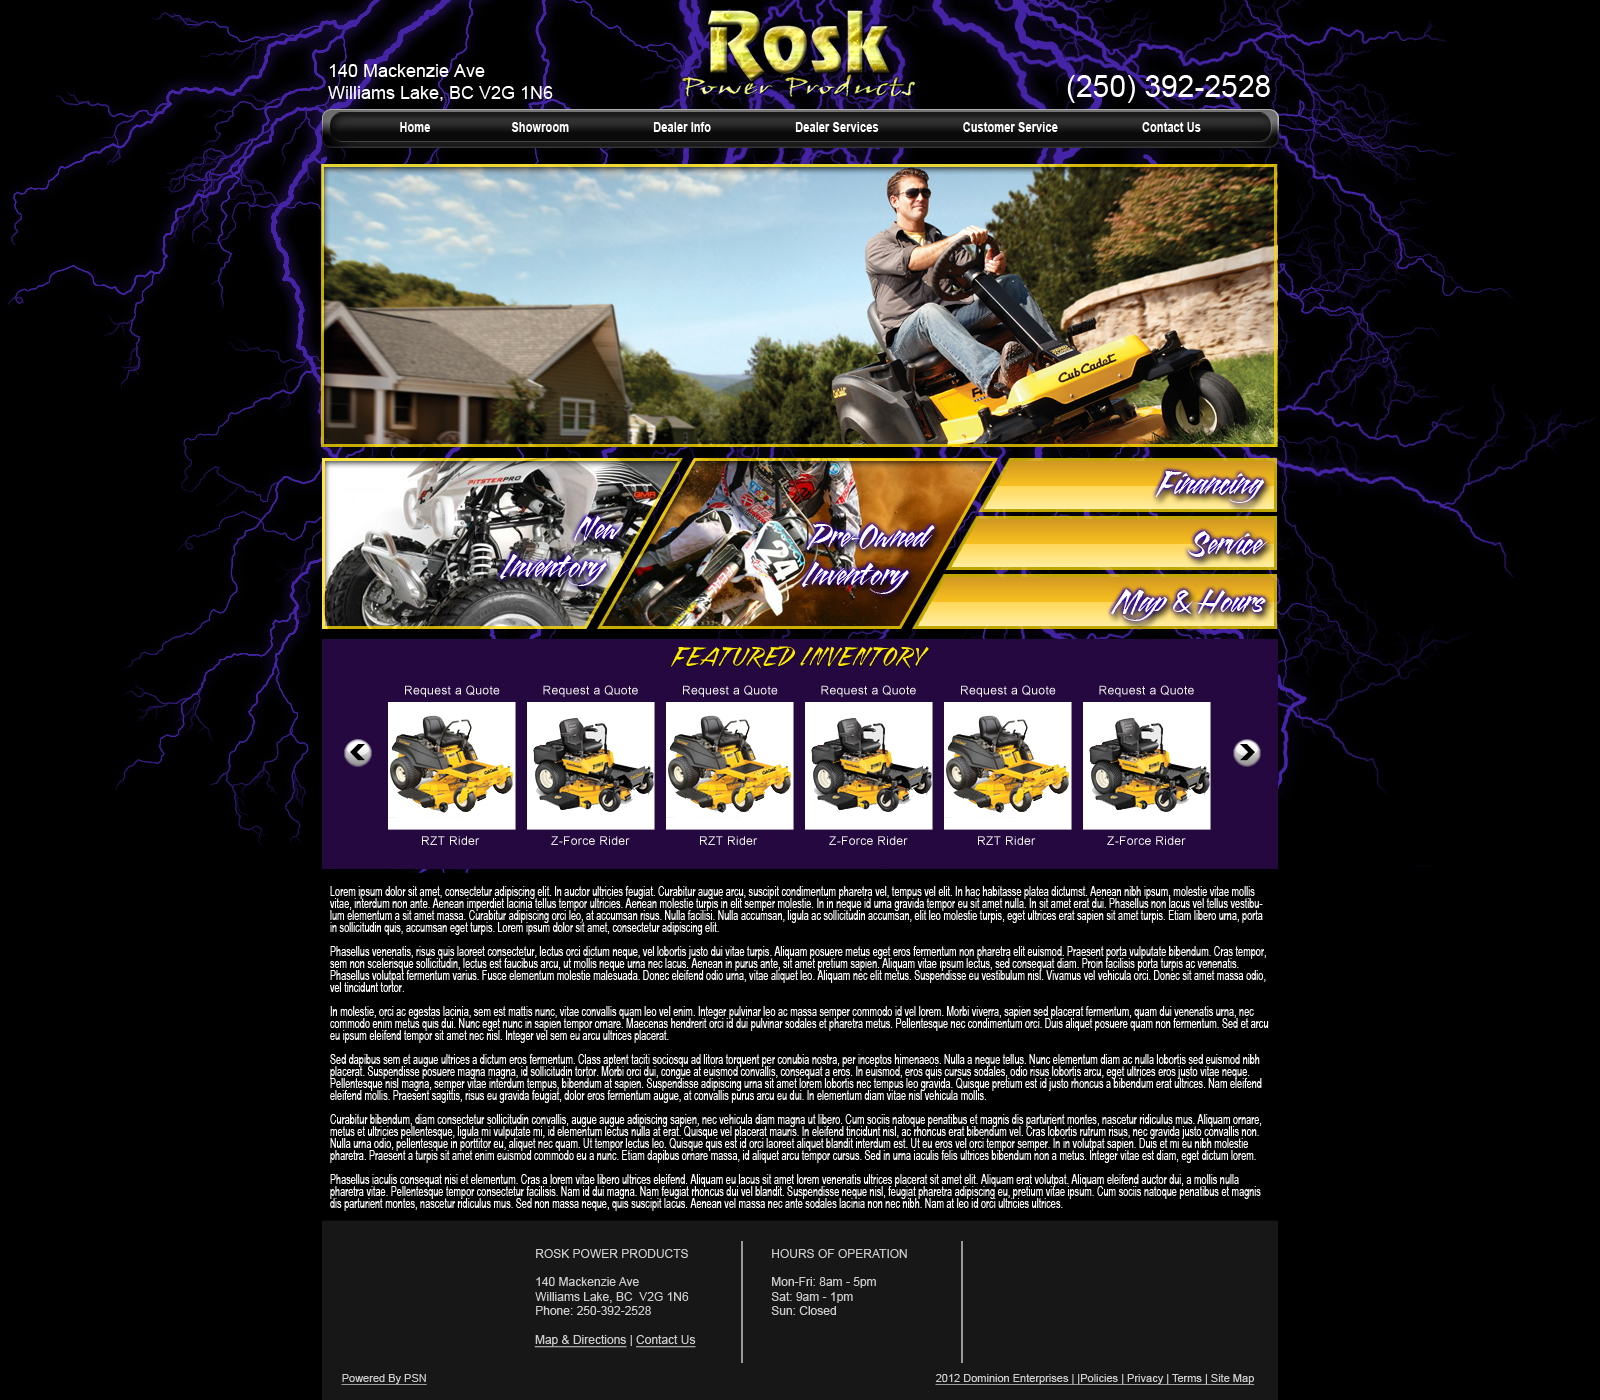 Rosk
Power Products
140 Mackenzie Ave
Williams Lake, BC V2G 1N6
(250) 392-2528
Home Showroom Dealer Info Dealer Services Customer Service Contact Us
Cub Cadet
PITSTERPRO
New
Inventory
24
Pre-Owned
Inventory
Financing
Service
Map & Hours
FEATURED INVENTORY
Request a Quote Request a Quote Request a Quote Request a Quote Request a Quote Request a Quote
RZT Rider Z-Force Rider RZT Rider Z-Force Rider RZT Rider Z-Force Rider
Lorem ipsum dolor sit amet, consectetur adipiscing elit. In auctor ultricies feugiat. Curabitur augue arcu, suscipit condimentum pharetra vel, tempus vel elit. In hac habitasse platea dictumst. Aenean nibh ipsum, molestie vitae mollis
vitae, interdum non ante. Aenean imperdiet lacinia tellus tempor ultricies. Aenean molestie turpis in elit semper molestie. In in neque id urna gravida tempor eu sit amet nulla. In sit amet erat dui. Phasellus non lacus vel tellus vestibu-
lum elementum a sit amet massa. Curabitur adipiscing orci leo, at accumsan risus. Nulla facilisi. Nulla accumsan, ligula ac sollicitudin accumsan, elit leo molestie turpis, eget ultrices erat sapien sit amet turpis. Etiam libero urna, porta
in sollicitudin quis, accumsan eget turpis. Lorem ipsum dolor sit amet, consectetur adipiscing elit.
Phasellus venenatis, risus quis laoreet consectetur, lectus orci dictum neque, vel lobortis justo dui vitae turpis. Aliquam posuere metus eget eros fermentum non pharetra elit euismod. Praesent porta vulputate bibendum. Cras tempor,
sem non scelerisque sollicitudin, lectus est faucibus arcu, ut mollis neque urna nec lacus. Aenean in purus ante, sit amet pretium sapien. Aliquam vitae ipsum lectus, sed consequat diam. Proin facilisis porta turpis ac venenatis.
Phasellus volutpat fermentum varius. Fusce elementum molestie malesuada. Donec eleifend odio urna, vitae aliquet leo. Aliquam nec elit metus. Suspendisse eu vestibulum nisl. Vivamus vel vehicula orci. Donec sit amet massa odio,
vel tincidunt tortor.
In molestie, orci ac egestas lacinia, sem est mattis nunc, vitae convallis quam leo vel enim. Integer pulvinar leo ac massa semper commodo id vel lorem. Morbi viverra, sapien sed placerat fermentum, quam dui venenatis urna, nec
commodo enim metus quis dui. Nunc eget nunc in sapien tempor ornare. Maecenas hendrerit orci id dui pulvinar sodales et pharetra metus. Pellentesque nec condimentum orci. Duis aliquet posuere quam non fermentum. Sed et arcu
eu ipsum eleifend tempor sit amet nec nisl. Integer vel sem eu arcu ultrices placerat.
Sed dapibus sem et augue ultrices a dictum eros fermentum. Class aptent taciti sociosqu ad litora torquent per conubia nostra, per inceptos himenaeos. Nulla a neque tellus. Nunc elementum diam ac nulla lobortis sed euismod nibh
placerat. Suspendisse posuere magna magna, id sollicitudin tortor. Morbi orci dui, congue at euismod convallis, consequat a eros. In euismod, eros quis cursus sodales, odio risus lobortis arcu, eget ultrices eros justo vitae neque.
Pellentesque nisl magna, semper vitae interdum tempus, bibendum at sapien. Suspendisse adipiscing urna sit amet lorem lobortis nec tempus leo gravida. Quisque pretium est id justo rhoncus a bibendum erat ultrices. Nam eleifend
eleifend mollis. Praesent sagittis, risus eu gravida feugiat, dolor eros fermentum augue, at convallis purus arcu eu dui. In elementum diam vitae nisl vehicula mollis.
Curabitur bibendum, diam consectetur sollicitudin convallis, augue augue adipiscing sapien, nec vehicula diam magna ut libero. Cum sociis natoque penatibus et magnis dis parturient montes, nascetur ridiculus mus. Aliquam ornare,
metus et ultricies pellentesque, ligula mi vulputate mi, id elementum lectus nulla at erat. Quisque vel placerat mauris. In eleifend tincidunt nisl, ac rhoncus erat bibendum vel. Cras lobortis rutrum risus, nec gravida justo convallis non.
Nulla urna odio, pellentesque in porttitor eu, aliquet nec quam. Ut tempor lectus leo. Quisque quis est id orci laoreet aliquet blandit interdum est. Ut eu eros vel orci tempor semper. In in volutpat sapien. Duis et mi eu nibh molestie
pharetra. Praesent a turpis sit amet enim euismod commodo eu a nunc. Etiam dapibus ornare massa, id aliquet arcu tempor cursus. Sed in urna iaculis felis ultrices bibendum non a metus. Integer vitae est diam, eget dictum lorem.
Phasellus iaculis consequat nisi et elementum. Cras a lorem vitae libero ultrices eleifend. Aliquam eu lacus sit amet lorem venenatis ultrices placerat sit amet elit. Aliquam erat volutpat. Aliquam eleifend auctor dui, a mollis nulla
pharetra vitae. Pellentesque tempor consectetur facilisis. Nam id dui magna. Nam feugiat rhoncus dui vel blandit. Suspendisse neque nisl, feugiat pharetra adipiscing eu, pretium vitae ipsum. Cum sociis natoque penatibus et magnis
dis parturient montes, nascetur ridiculus mus. Sed non massa neque, quis suscipit lacus. Aenean vel massa nec ante sodales lacinia non nec nibh. Nam at leo id orci ultricies ultrices.
ROSK POWER PRODUCTS
140 Mackenzie Ave
Williams Lake, BC V2G 1N6
Phone: 250-392-2528
Map & Directions | Contact Us
HOURS OF OPERATION
Mon-Fri: 8am - 5pm
Sat: 9am - 1pm
Sun: Closed
Powered By PSN
2012 Dominion Enterprises | |Policies | Privacy | Terms | Site Map